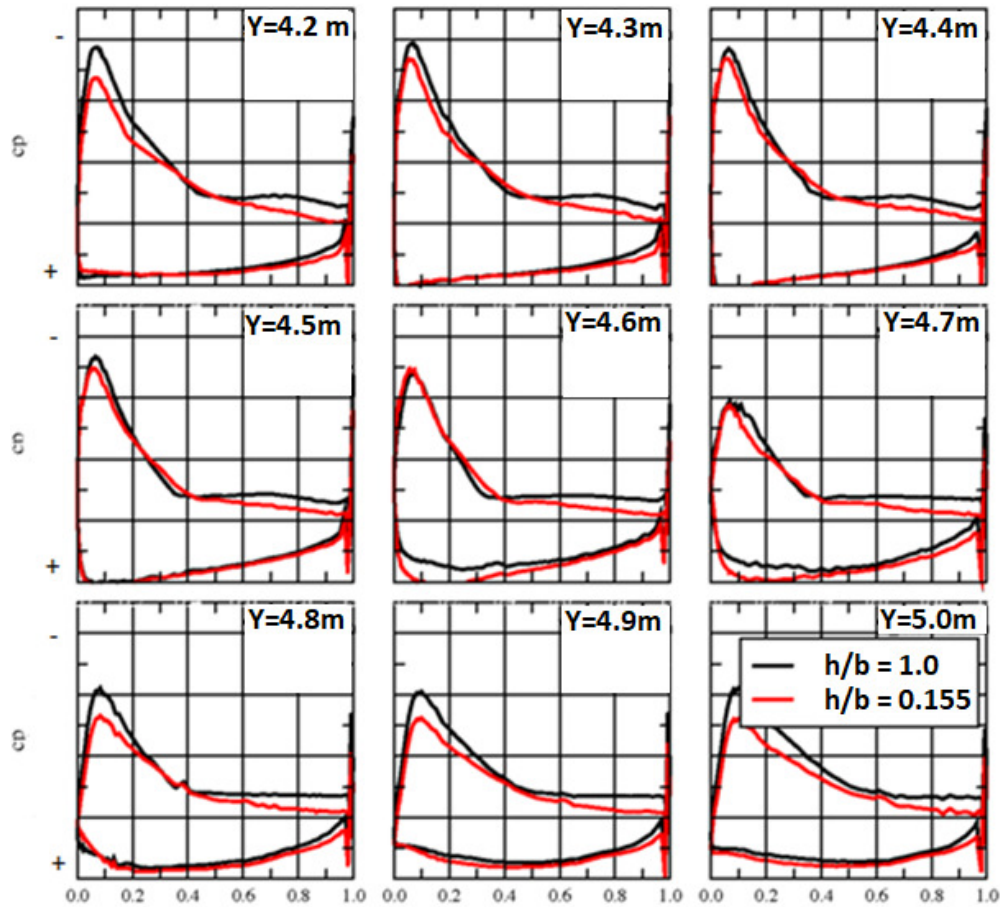 Y=4.2 m
Y=4.3m
Y=4.4m
-
cp
+
Y=4.5m
Y=4.6m
Y=4.7m
-
cp
+
Y=4.8m
Y=4.9m
Y=5.0m
h/b = 1.0
h/b = 0.155
-
cp
+
0.0 0.2 0.4 0.6 0.8 1.0 0.0 0.2 0.4 0.6 0.8 1.0 0.0 0.2 0.4 0.6 0.8 1.0